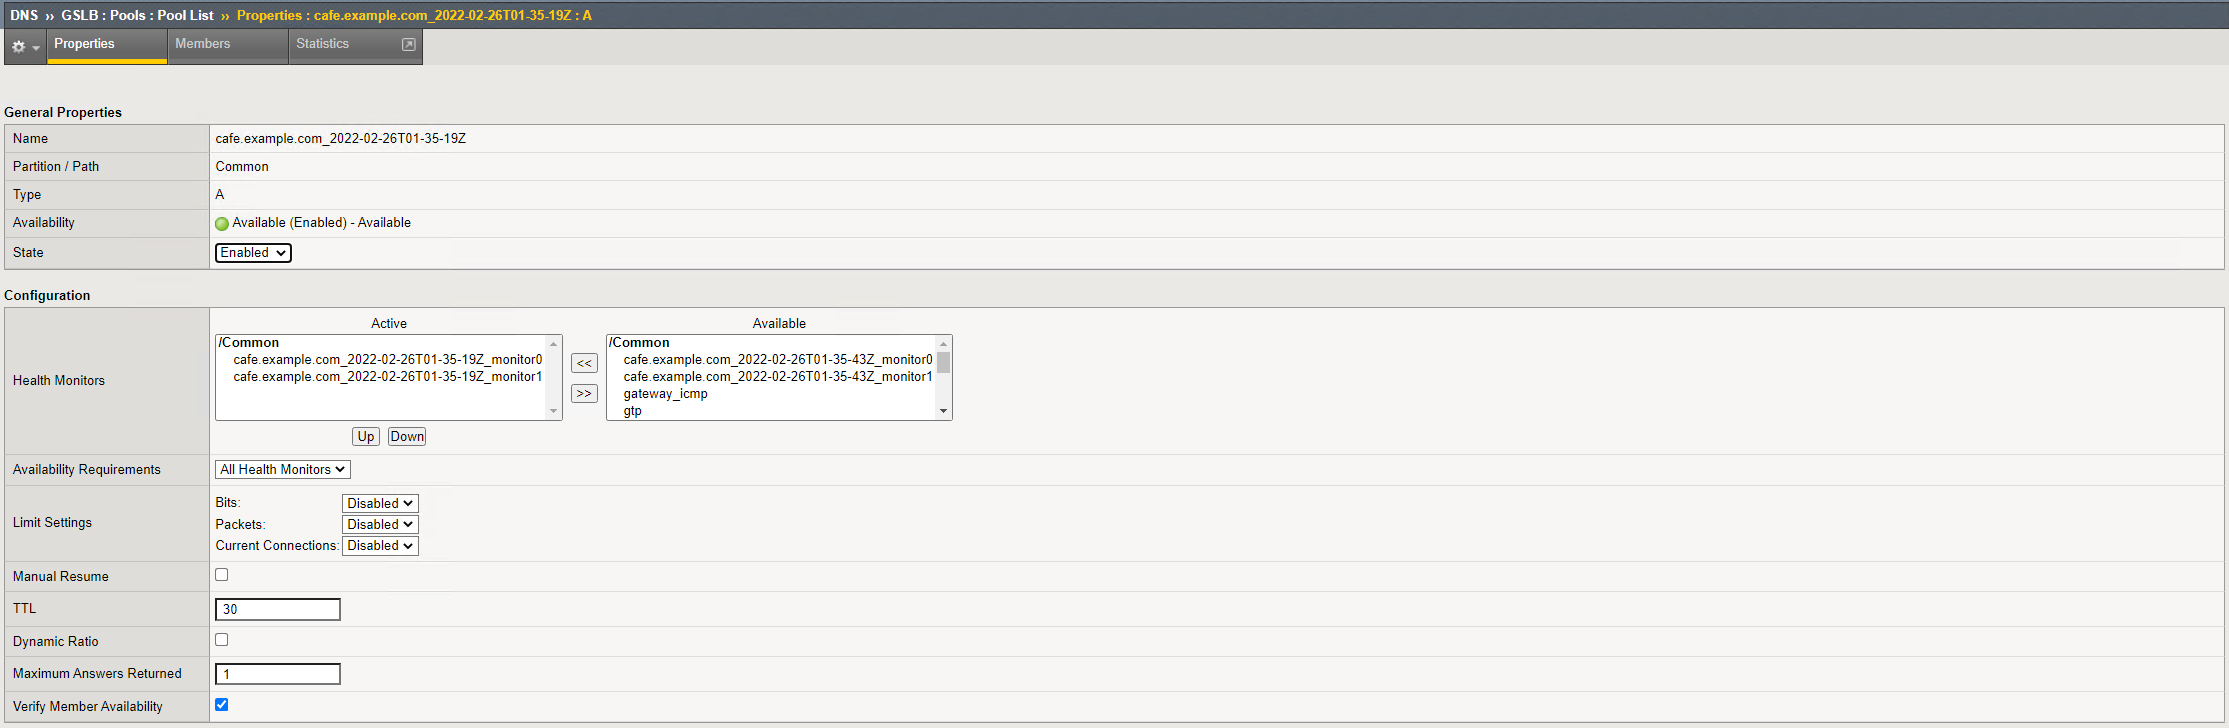 DNS ›› GSLB : Pools : Pool List ›› Properties : cafe.example.com_2022-02-26T01-35-19Z : A
Properties Members Statistics
General Properties
Name cafe.example.com_2022-02-26T01-35-19Z
Partition / Path Common
Type A
Availability Available (Enabled) - Available
State Enabled
Configuration
Active Available
/Common /Common
cafe.example.com_2022-02-26T01-35-19Z_monitor0 << cafe.example.com_2022-02-26T01-35-43Z_monitor0
cafe.example.com_2022-02-26T01-35-19Z_monitor1 cafe.example.com_2022-02-26T01-35-43Z_monitor1
Health Monitors >> gateway_icmp
gtp
Up Down
Availability Requirements All Health Monitors
Limit Settings
Bits: Disabled
Packets: Disabled
Current Connections: Disabled
Manual Resume
TTL 30
Dynamic Ratio
Maximum Answers Returned 1
Verify Member Availability